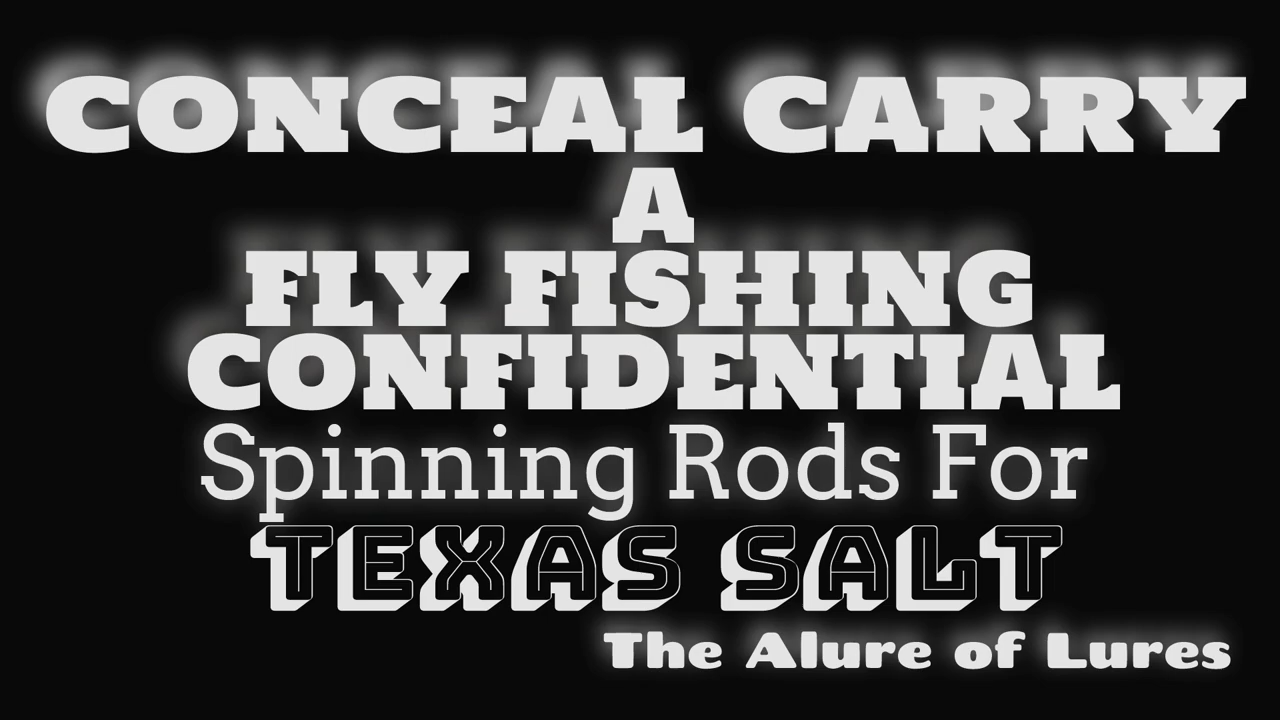 CONCEAL CARRY
A
FLY FISHING
CONFIDENTIAL
Spinning Rods For
TEXAS SALT
The Alure of Lures